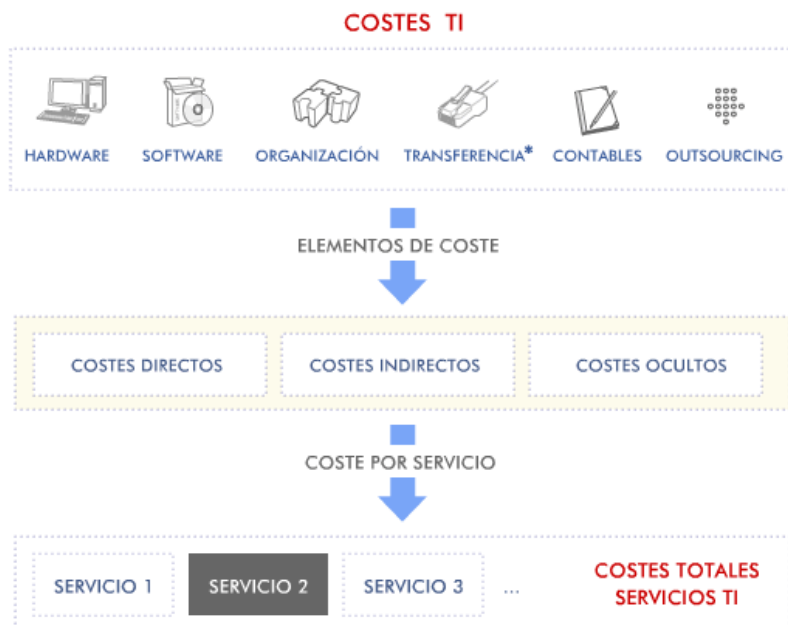 COSTES TI
HARDWARE SOFTWARE ORGANIZACIÓN TRANSFERENCIA* CONTABLES OUTSOURCING
ELEMENTOS DE COSTE
COSTES DIRECTOS COSTES INDIRECTOS COSTES OCULTOS
COSTE POR SERVICIO
SERVICIO 1 SERVICIO 2 SERVICIO 3 ... COSTES TOTALES
SERVICIOS TI